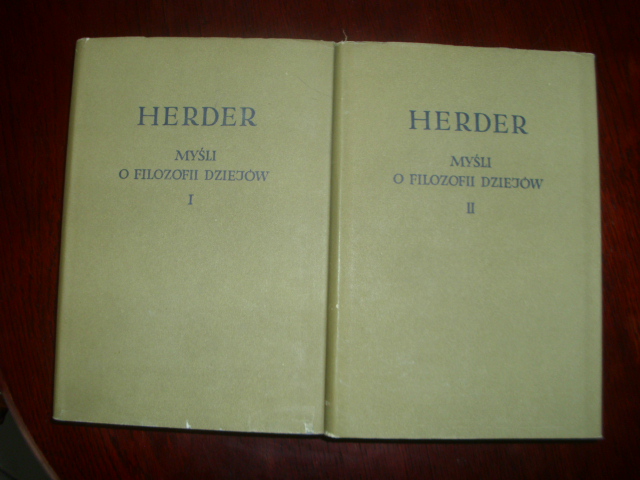 HERDER
MYŚLI
O FILOZOFII DZIEJÓW
I
HERDER
MYŚLI
O FILOZOFII DZIEJÓW
II